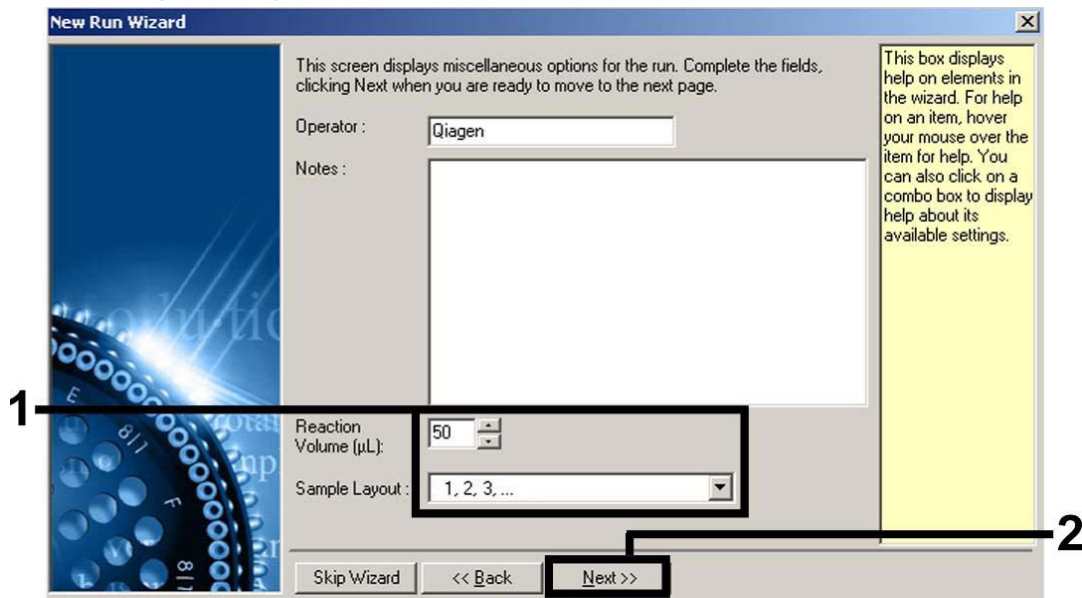 New Run Wizard
This screen displays miscellaneous options for the run. Complete the fields,
clicking Next when you are ready to move to the next page.
Operator :
Qiagen
Notes :
This box displays
help on elements in
the wizard. For help
on an item, hover
your mouse over the
item for help. You
can also click on a
combo box to display
help about its
available settings.
1
Reaction
Volume (µL):
50
Sample Layout :
1, 2, 3, ...
2
Skip Wizard
<< Back
Next >>
E
8/1
F
8/1